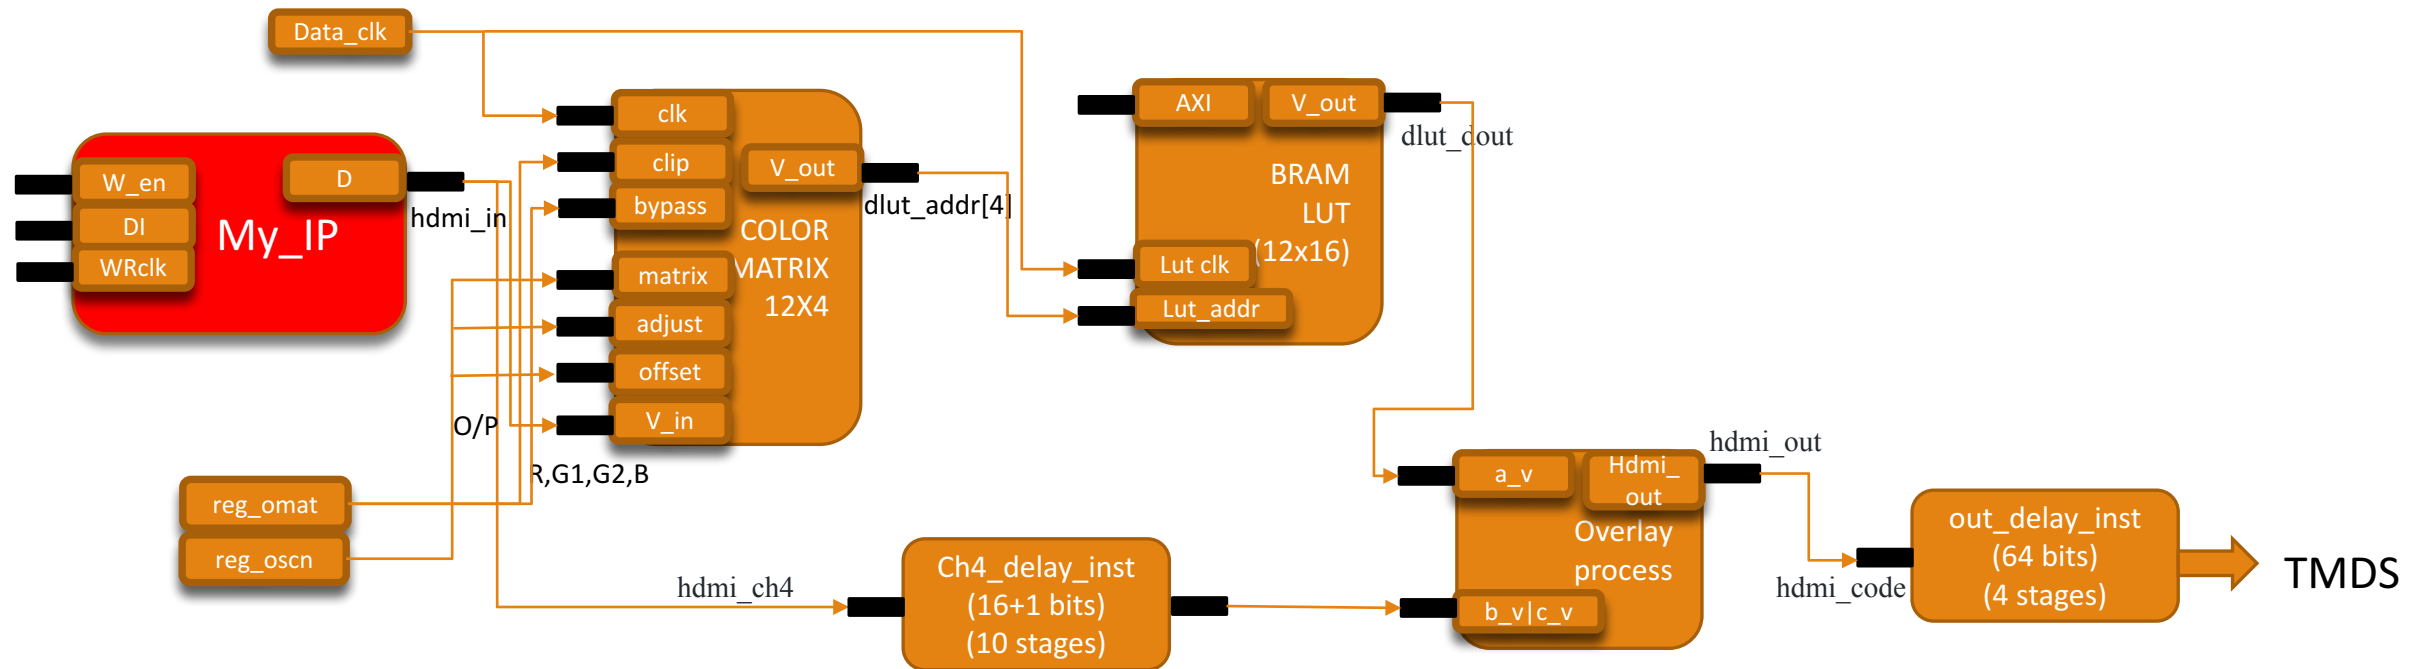 Data_clk
W_en
DI
WRclk
D
My_IP
hdmi_in
clk
clip
bypass
matrix
adjust
offset
V_in
V_out
COLOR
MATRIX
12X4
dlut_addr[4]
O/P
R,G1,G2,B
AXI
V_out
BRAM
LUT
(12x16)
Lut clk
Lut_addr
dlut_dout
reg_omat
reg_oscn
hdmi_ch4
Ch4_delay_inst
(16+1 bits)
(10 stages)
a_v
Hdmi_
out
Overlay
process
b_v|c_v
hdmi_out
hdmi_code
out_delay_inst
(64 bits)
(4 stages)
TMDS